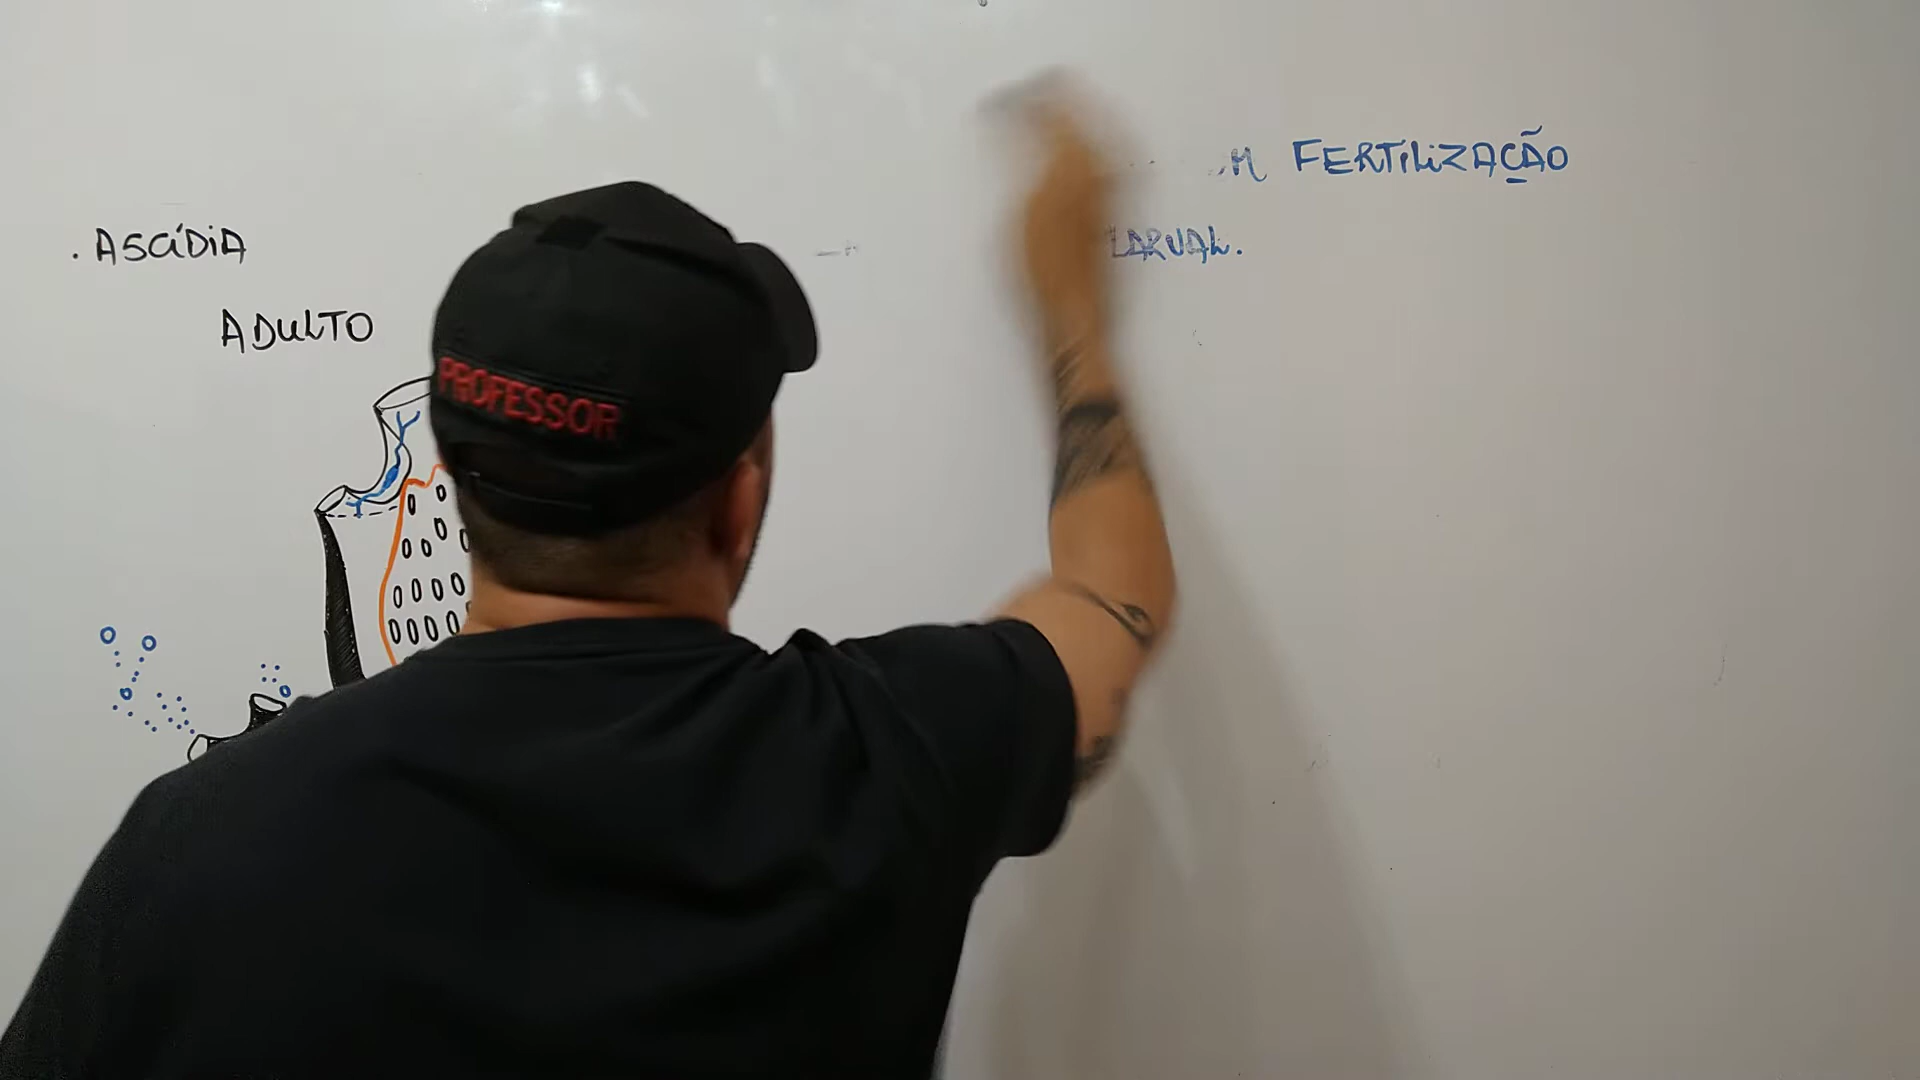 FERTILIZAÇÃO
. ASCÍDIA
LARVAL.
ADULTO
PROFESSOR